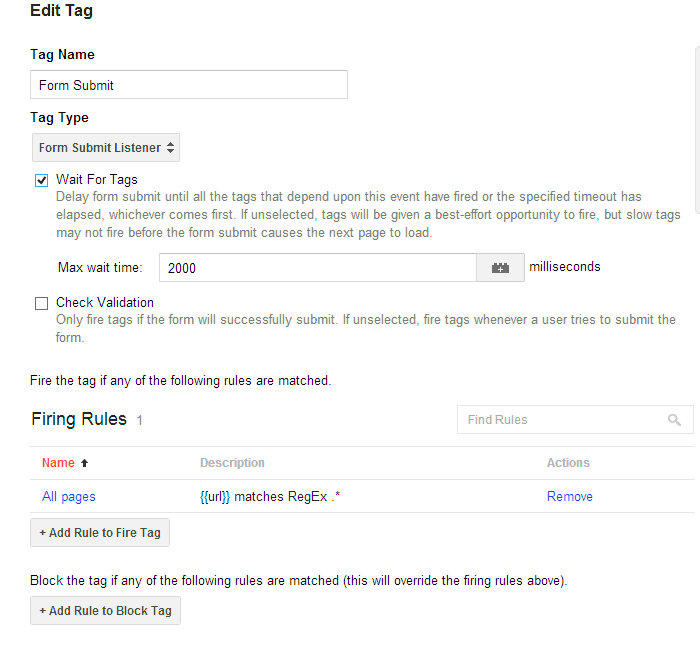 Edit Tag
Tag Name
Form Submit
Tag Type
Form Submit Listener
Wait For Tags
Delay form submit until all the tags that depend upon this event have fired or the specified timeout has
elapsed, whichever comes first. If unselected, tags will be given a best-effort opportunity to fire, but slow tags
may not fire before the form submit causes the next page to load.
Max wait time: 2000 milliseconds
Check Validation
Only fire tags if the form will successfully submit. If unselected, fire tags whenever a user tries to submit the
form.
Fire the tag if any of the following rules are matched.
Firing Rules 1 Find Rules
Name Description Actions
All pages {{url}} matches RegEx .* Remove
+ Add Rule to Fire Tag
Block the tag if any of the following rules are matched (this will override the firing rules above).
+ Add Rule to Block Tag